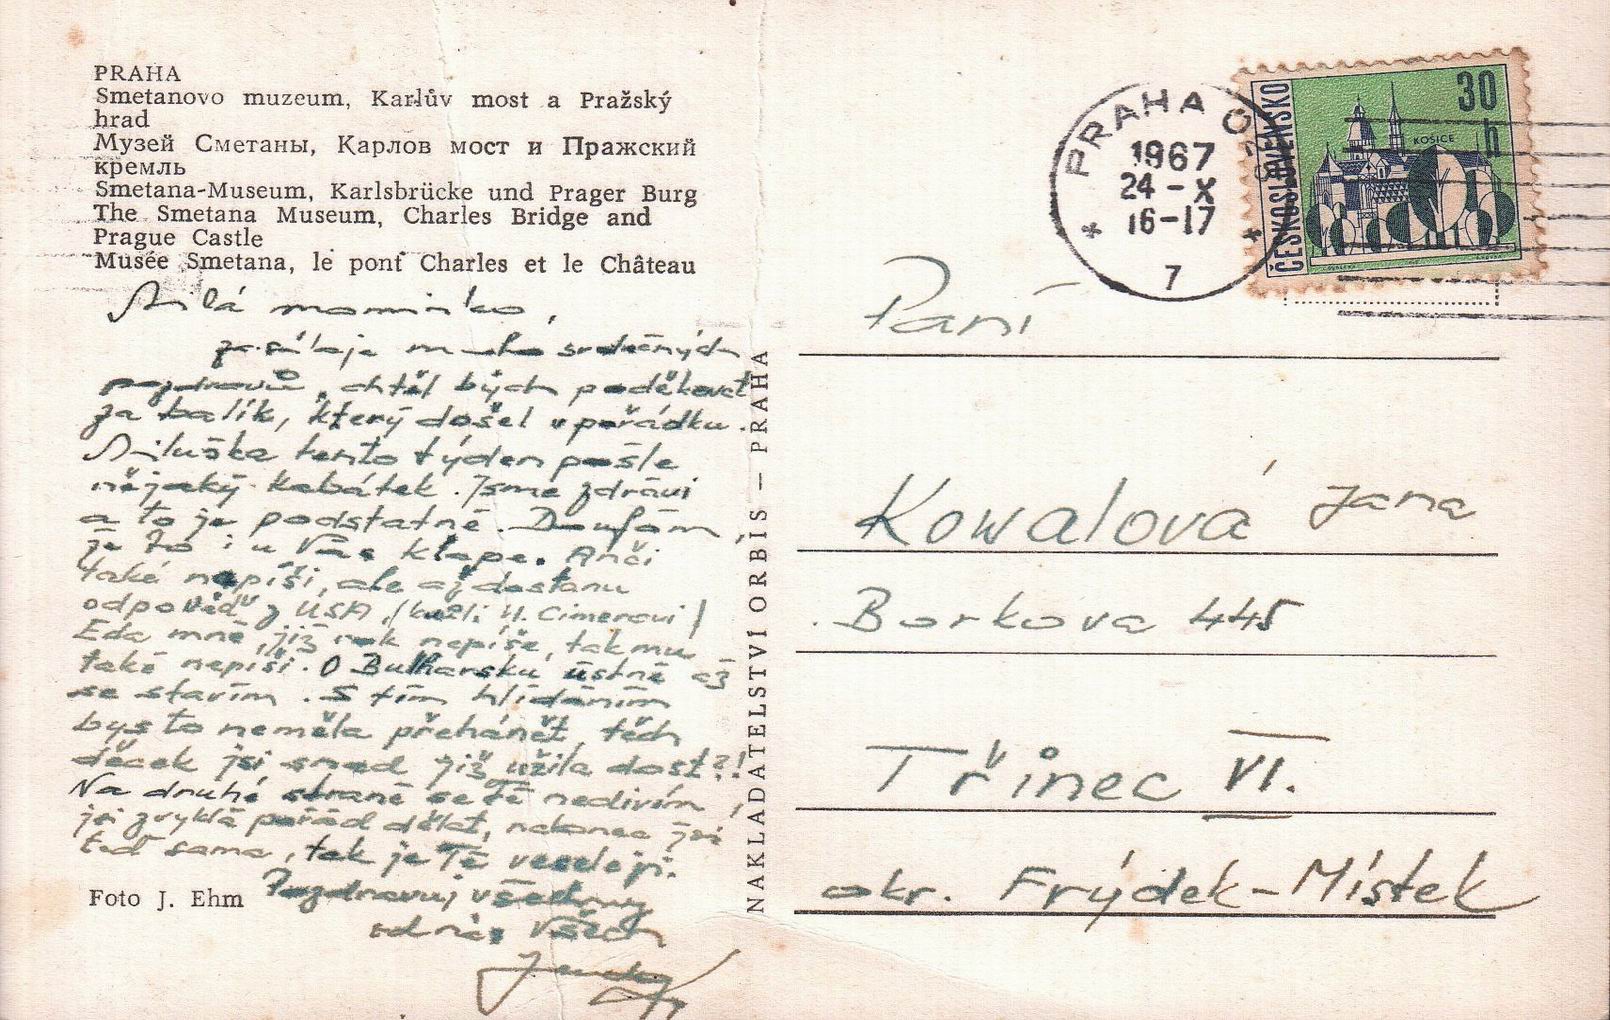 PRAHA
Smetanovo muzeum, Karlův most a Pražský
hrad
Музей Сметаны, Карлов мост и Пражский
кремль
Smetana-Museum, Karlsbrücke und Prager Burg
The Smetana Museum, Charles Bridge and
Prague Castle
Musée Smetana, le pont Charles et le Château
Milá maminko,
zasílaje mnoho srdečných
pozdravů, chtěl bych poděkovat
za balík, který došel v pořádku.
Miluška tento týden pošle
nějaký kabátek. Jsme zdrávi
a to je podstatné. Doufám,
že to i u Vás klape. Anči
také napíši, ale až dostanu
odpověď z USA /kvůli H. Cimerovi/
Eda mně již rok nepíše, tak mu
také nepíši. O Bulharsku ústně až
se stavím. S tím hlídáním
bys to neměla přehánět, těch
děcek jsi snad již užila dost?!
Na druhé straně se Tě nedivím,
jsi zvyklá pořád dělat, nakonec jsi
teď sama, tak je Tě veseleji.
Pozdravuj všechny
od nás všech
Foto J. Ehm
NAKLADATELSTVÍ ORBIS — PRAHA
PRAHA 025
1967
24-X
16-17
7
ČESKOSLOVENSKO
30
h
KOŠICE
Paní
Kowalová Jana
Borkova 445
Třinec VI.
okr. Frýdek-Místek